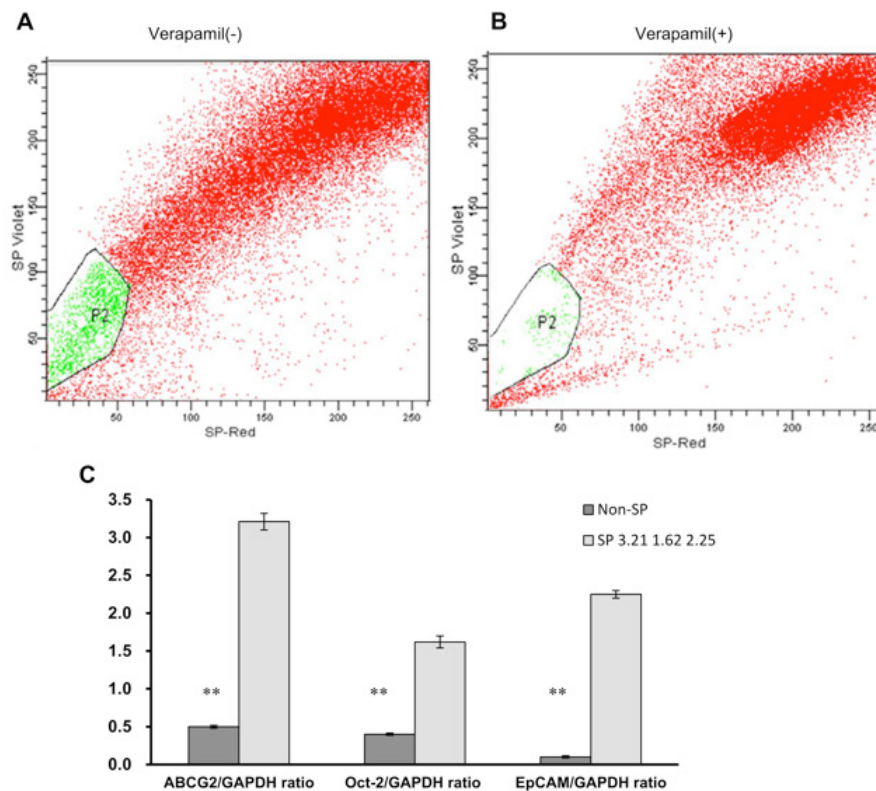 A
Verapamil(-)
250
200
150
100
50
SP Violet
P2
50 100 150 200 250
SP-Red
B
Verapamil(+)
250
200
150
100
50
SP Violet
P2
50 100 150 200 250
SP-Red
C
3.5
3.0
2.5
2.0
1.5
1.0
0.5
0.0
** ** **
Non-SP
SP 3.21 1.62 2.25
ABCG2/GAPDH ratio Oct-2/GAPDH ratio EpCAM/GAPDH ratio